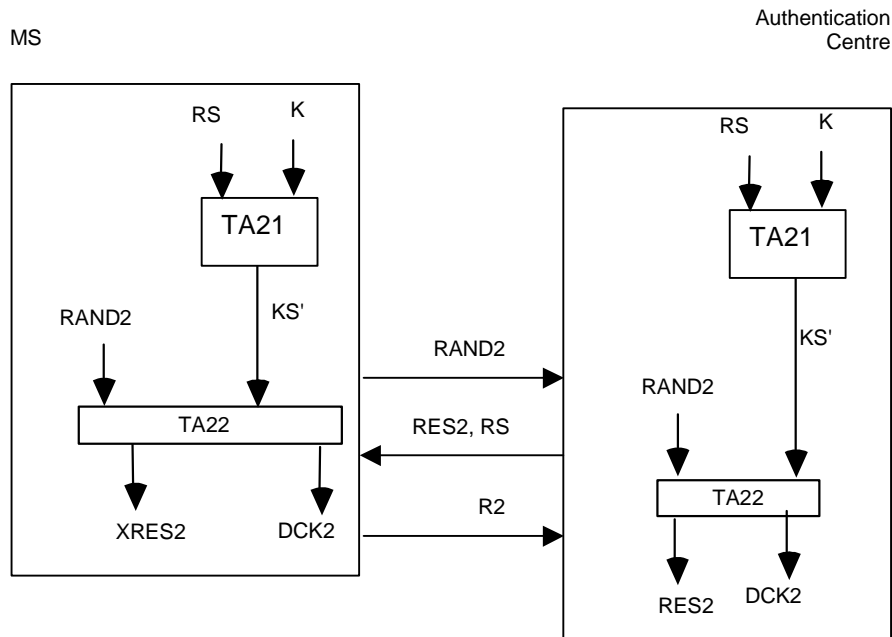 MS
Authentication
Centre
RS
K
TA21
KS'
RAND2
TA22
XRES2
DCK2
RAND2
RES2, RS
R2
RS
K
TA21
KS'
RAND2
TA22
RES2
DCK2